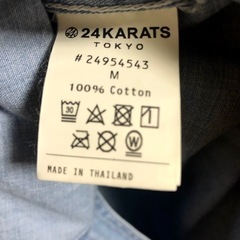 24KARATS
TOKYO
#24954543
M
100% Cotton
30
W
MADE IN THAILAND